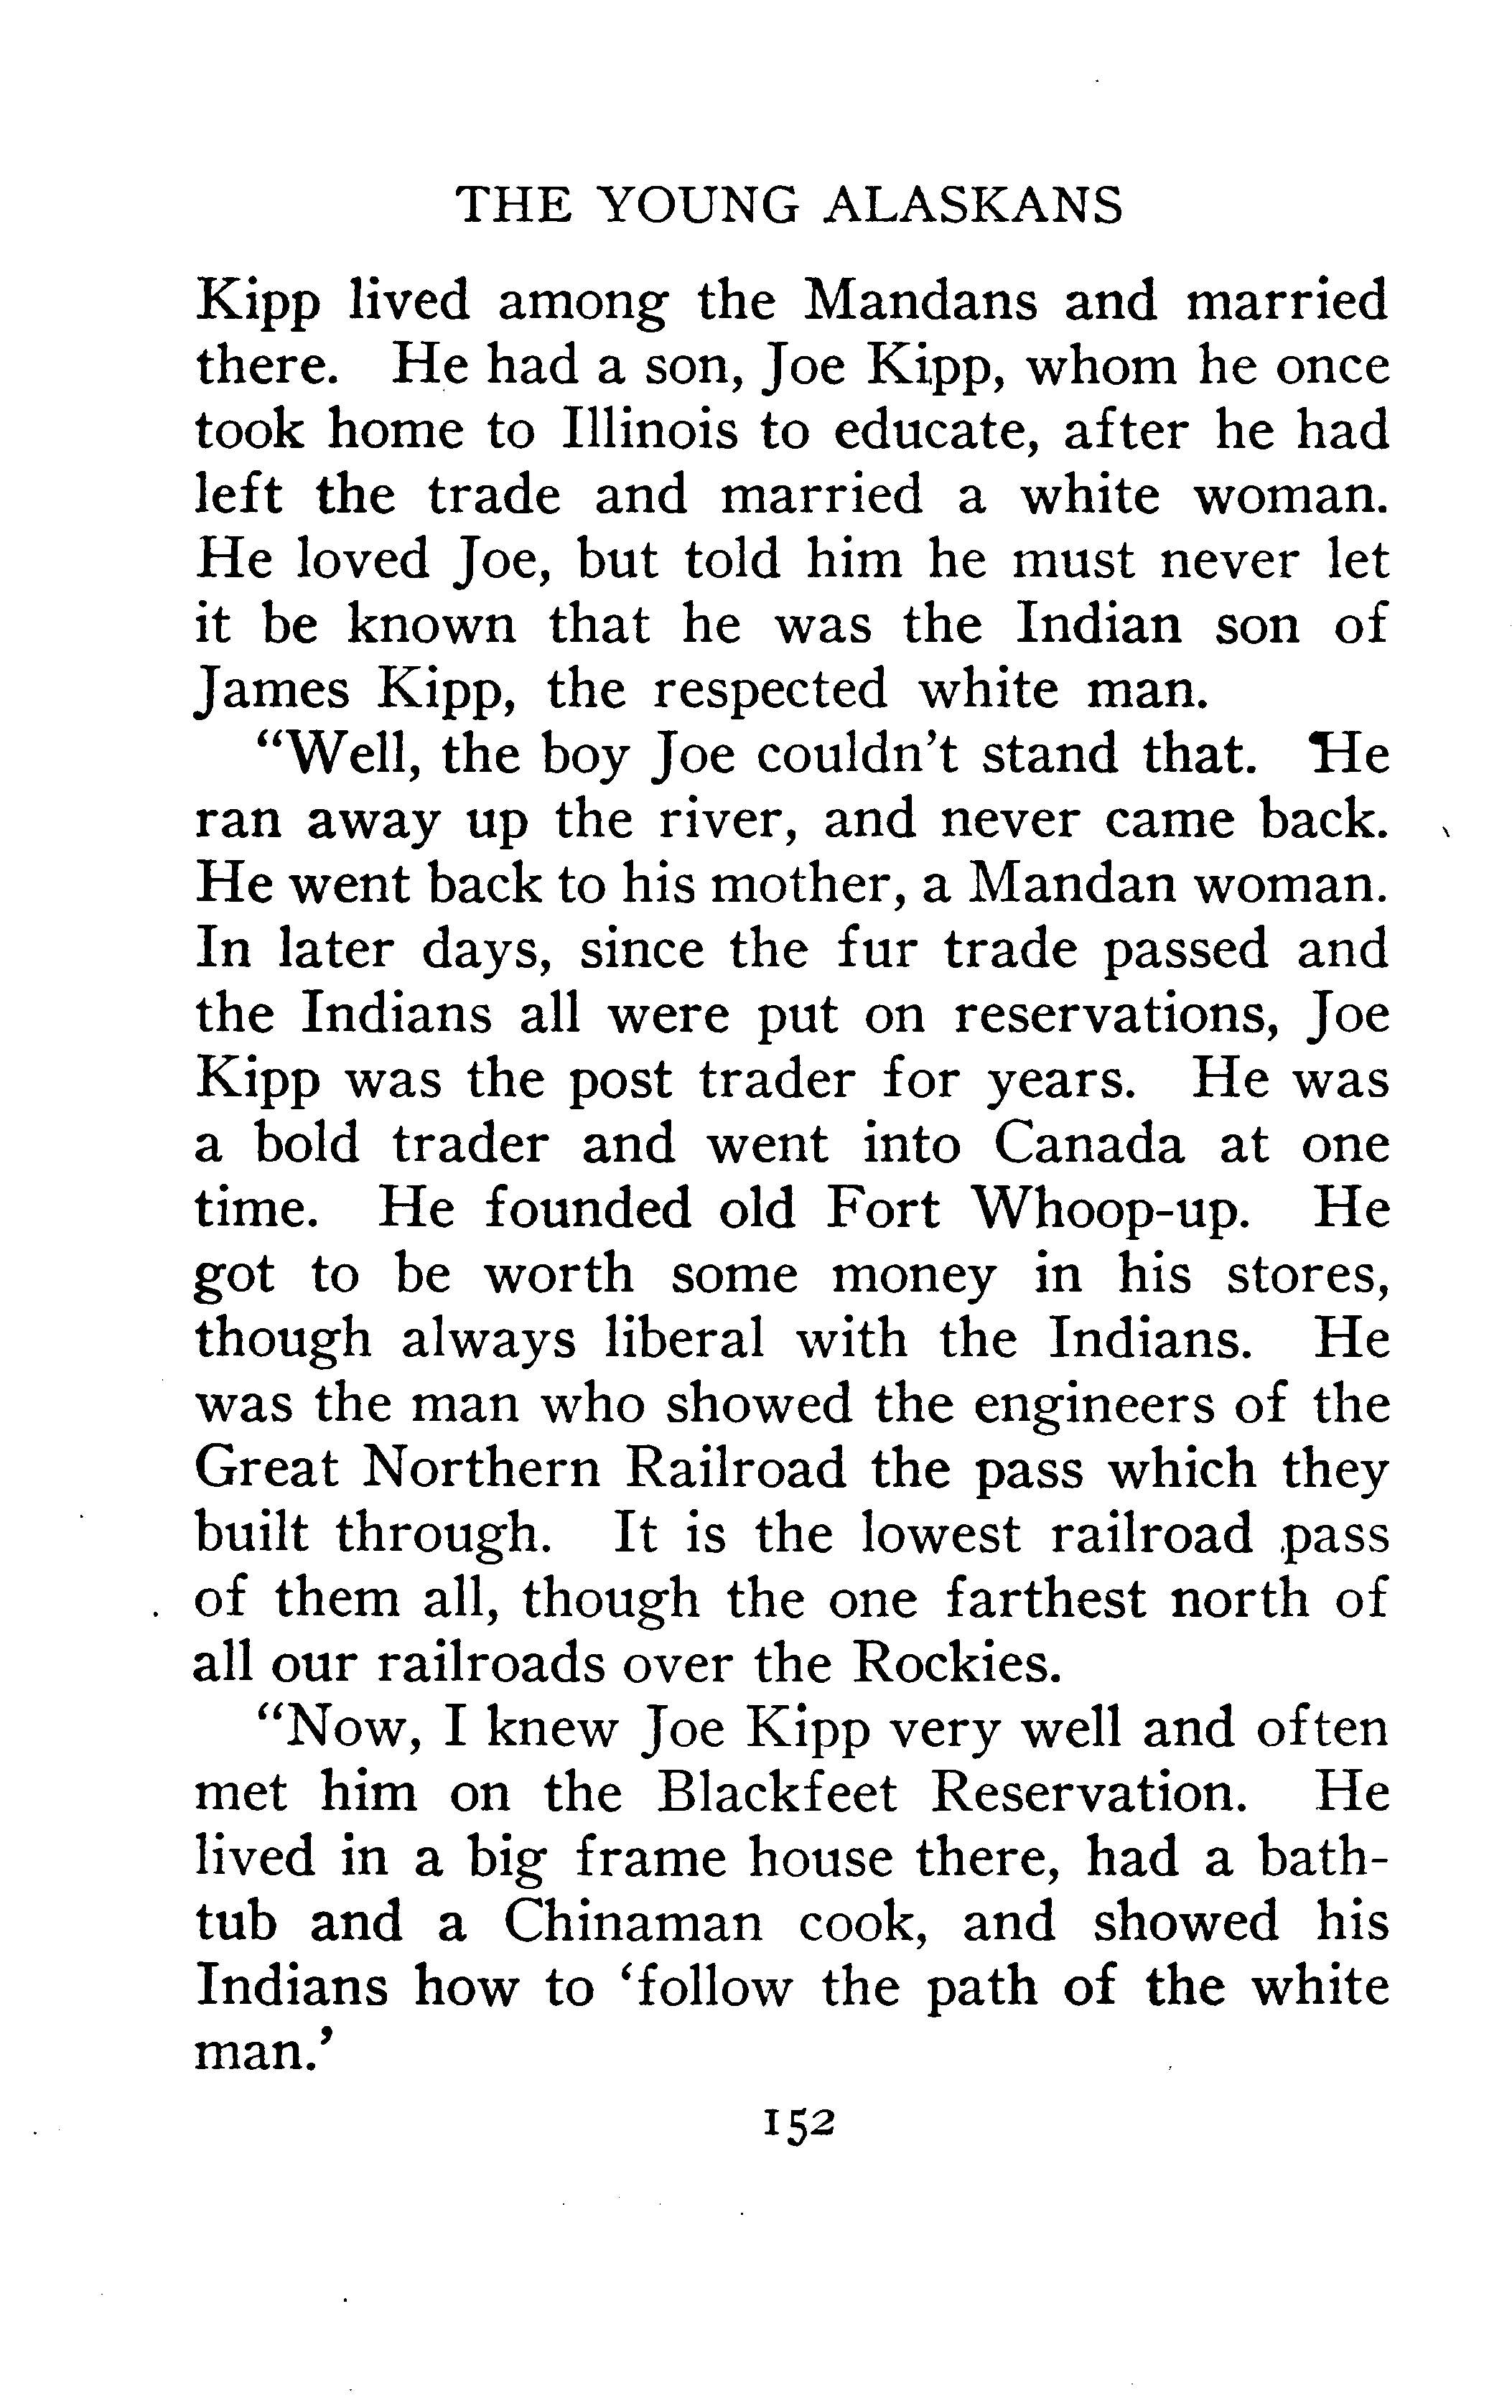 THE YOUNG ALASKANS
Kipp lived among the Mandans and married
there. He had a son, Joe Kipp, whom he once
took home to Illinois to educate, after he had
left the trade and married a white woman.
He loved Joe, but told him he must never let
it be known that he was the Indian son of
James Kipp, the respected white man.
“Well, the boy Joe couldn't stand that. He
ran away up the river, and never came back.
He went back to his mother, a Mandan woman.
In later days, since the fur trade passed and
the Indians all were put on reservations, Joe
Kipp was the post trader for years. He was
a bold trader and went into Canada at one
time. He founded old Fort Whoop-up. He
got to be worth some money in his stores,
though always liberal with the Indians. He
was the man who showed the engineers of the
Great Northern Railroad the pass which they
built through. It is the lowest railroad pass
of them all, though the one farthest north of
all our railroads over the Rockies.
“Now, I knew Joe Kipp very well and often
met him on the Blackfeet Reservation. He
lived in a big frame house there, had a bath-
tub and a Chinaman cook, and showed his
Indians how to ‘follow the path of the white
man.’
152